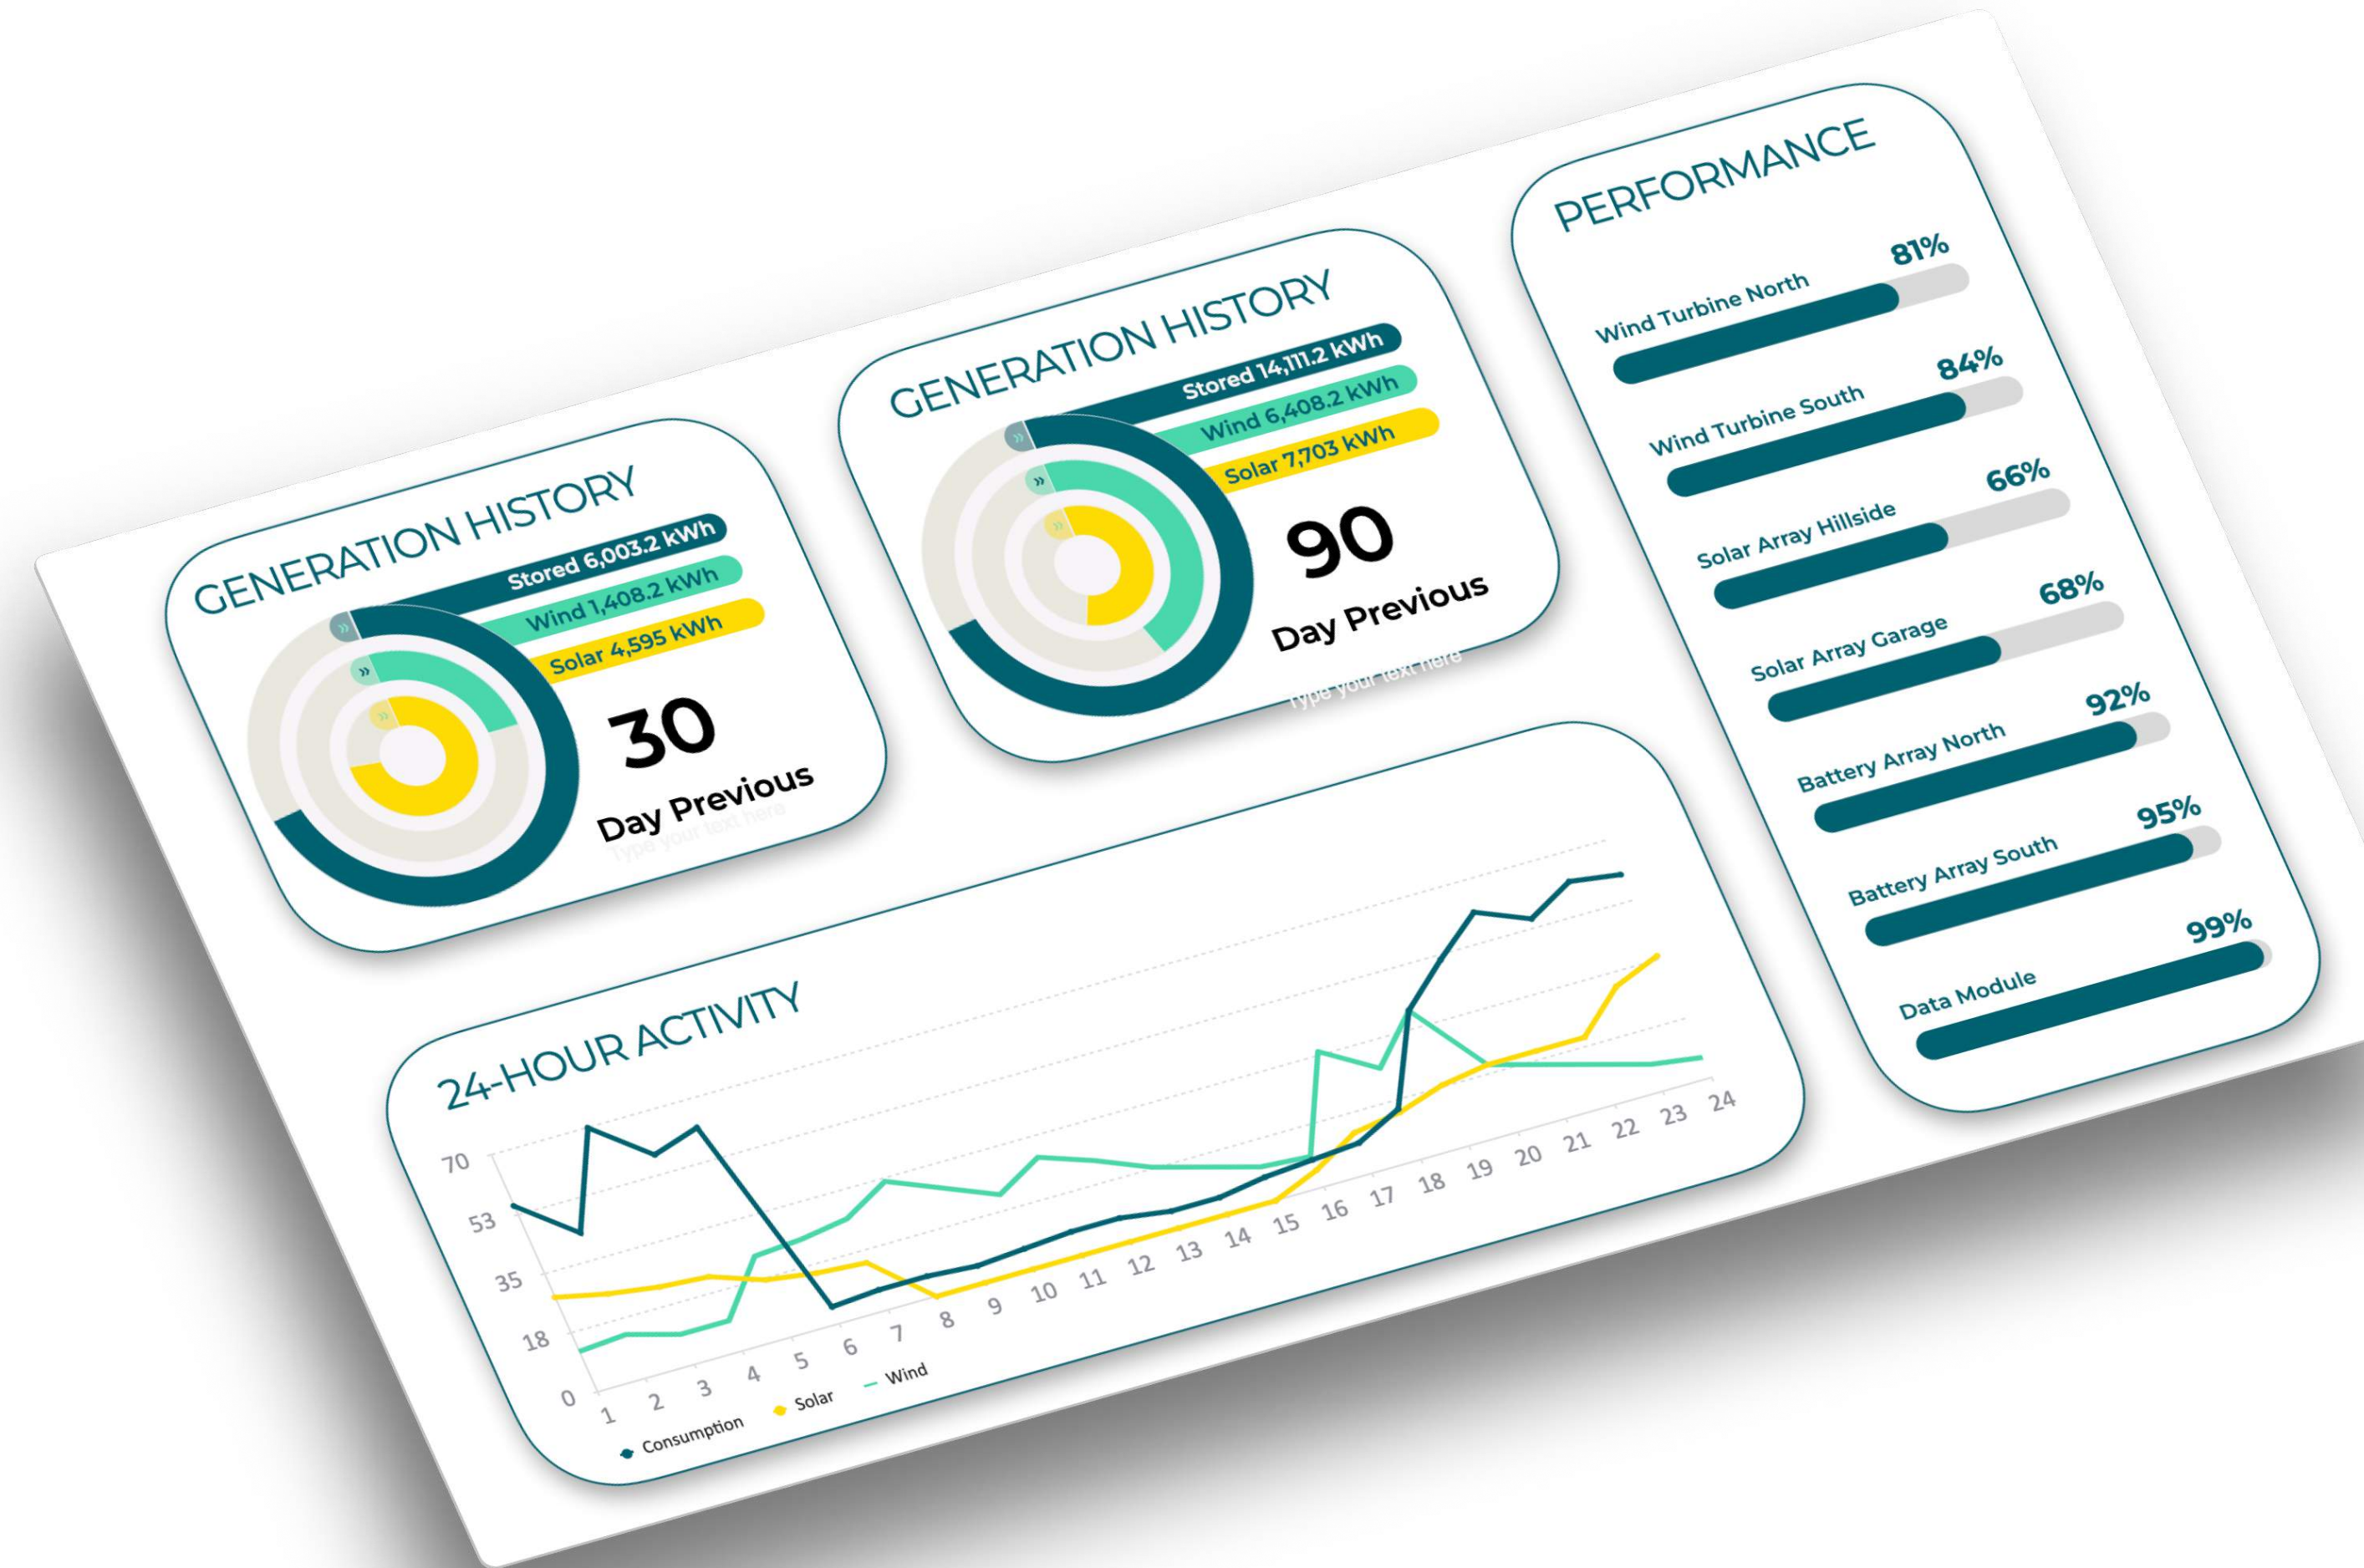 GENERATION HISTORY
Stored 6,003.2 kWh
Wind 1,408.2 kWh
Solar 4,595 kWh
30
Day Previous
Type your text here
GENERATION HISTORY
Stored 14,111.2 kWh
Wind 6,408.2 kWh
Solar 7,703 kWh
90
Day Previous
Type your text here
24-HOUR ACTIVITY
70
53
35
18
0
1 2 3 4 5 6 7 8 9 10 11 12 13 14 15 16 17 18 19 20 21 22 23 24
Consumption Solar Wind
PERFORMANCE
Wind Turbine North 81%
Wind Turbine South 84%
Solar Array Hillside 66%
Solar Array Garage 68%
Battery Array North 92%
Battery Array South 95%
Data Module 99%